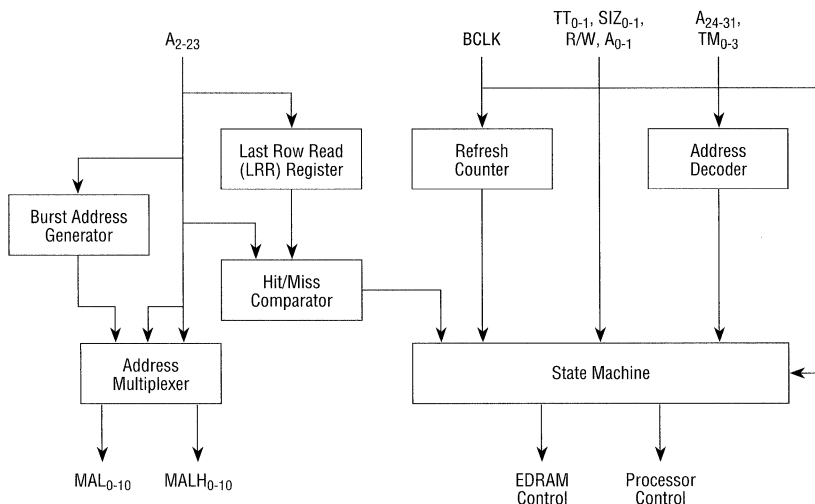 A2-23
BCLK
TT0-1, SIZ0-1,
R/W, A0-1
A24-31,
TM0-3
Last Row Read
(LRR) Register
Refresh
Counter
Address
Decoder
Burst Address
Generator
Hit/Miss
Comparator
Address
Multiplexer
State Machine
MAL0-10
MALH0-10
EDRAM
Control
Processor
Control